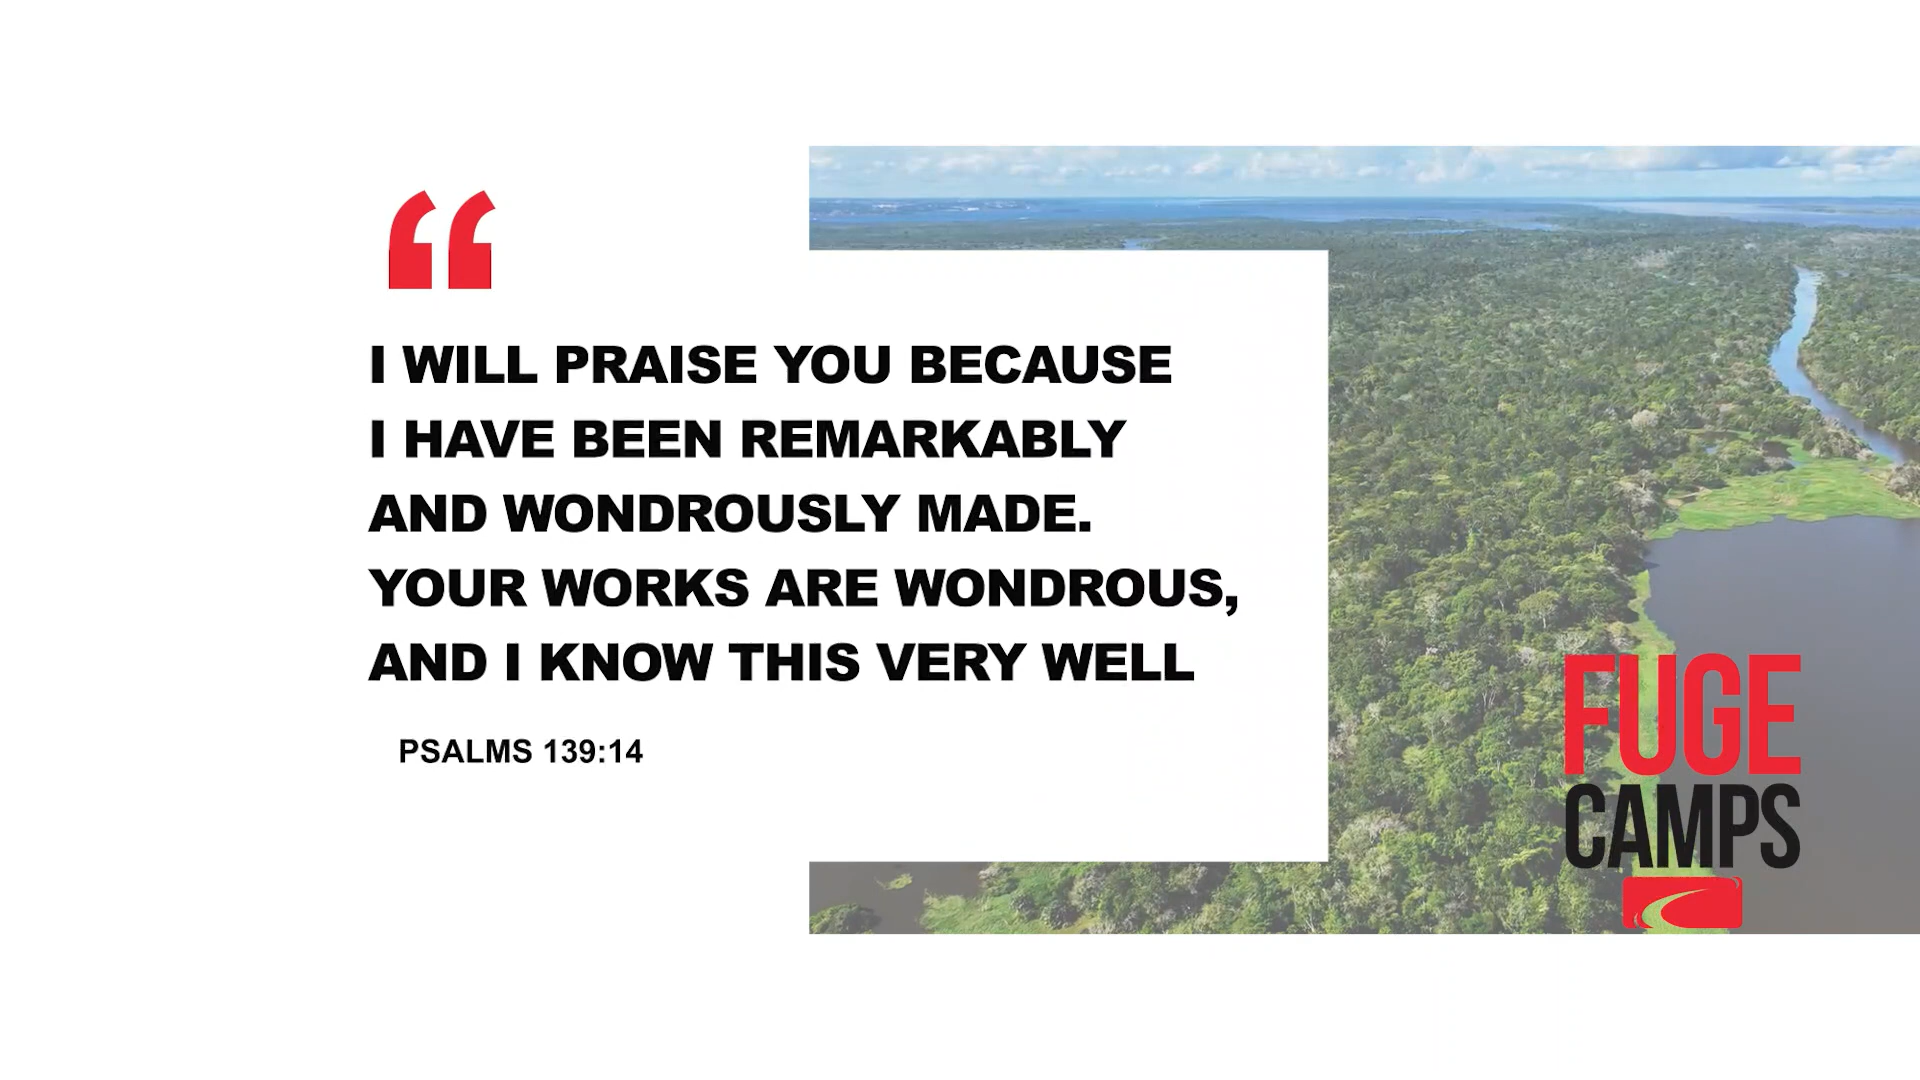 I WILL PRAISE YOU BECAUSE
I HAVE BEEN REMARKABLY
AND WONDROUSLY MADE.
YOUR WORKS ARE WONDROUS,
AND I KNOW THIS VERY WELL
PSALMS 139:14
FUGE
CAMPS